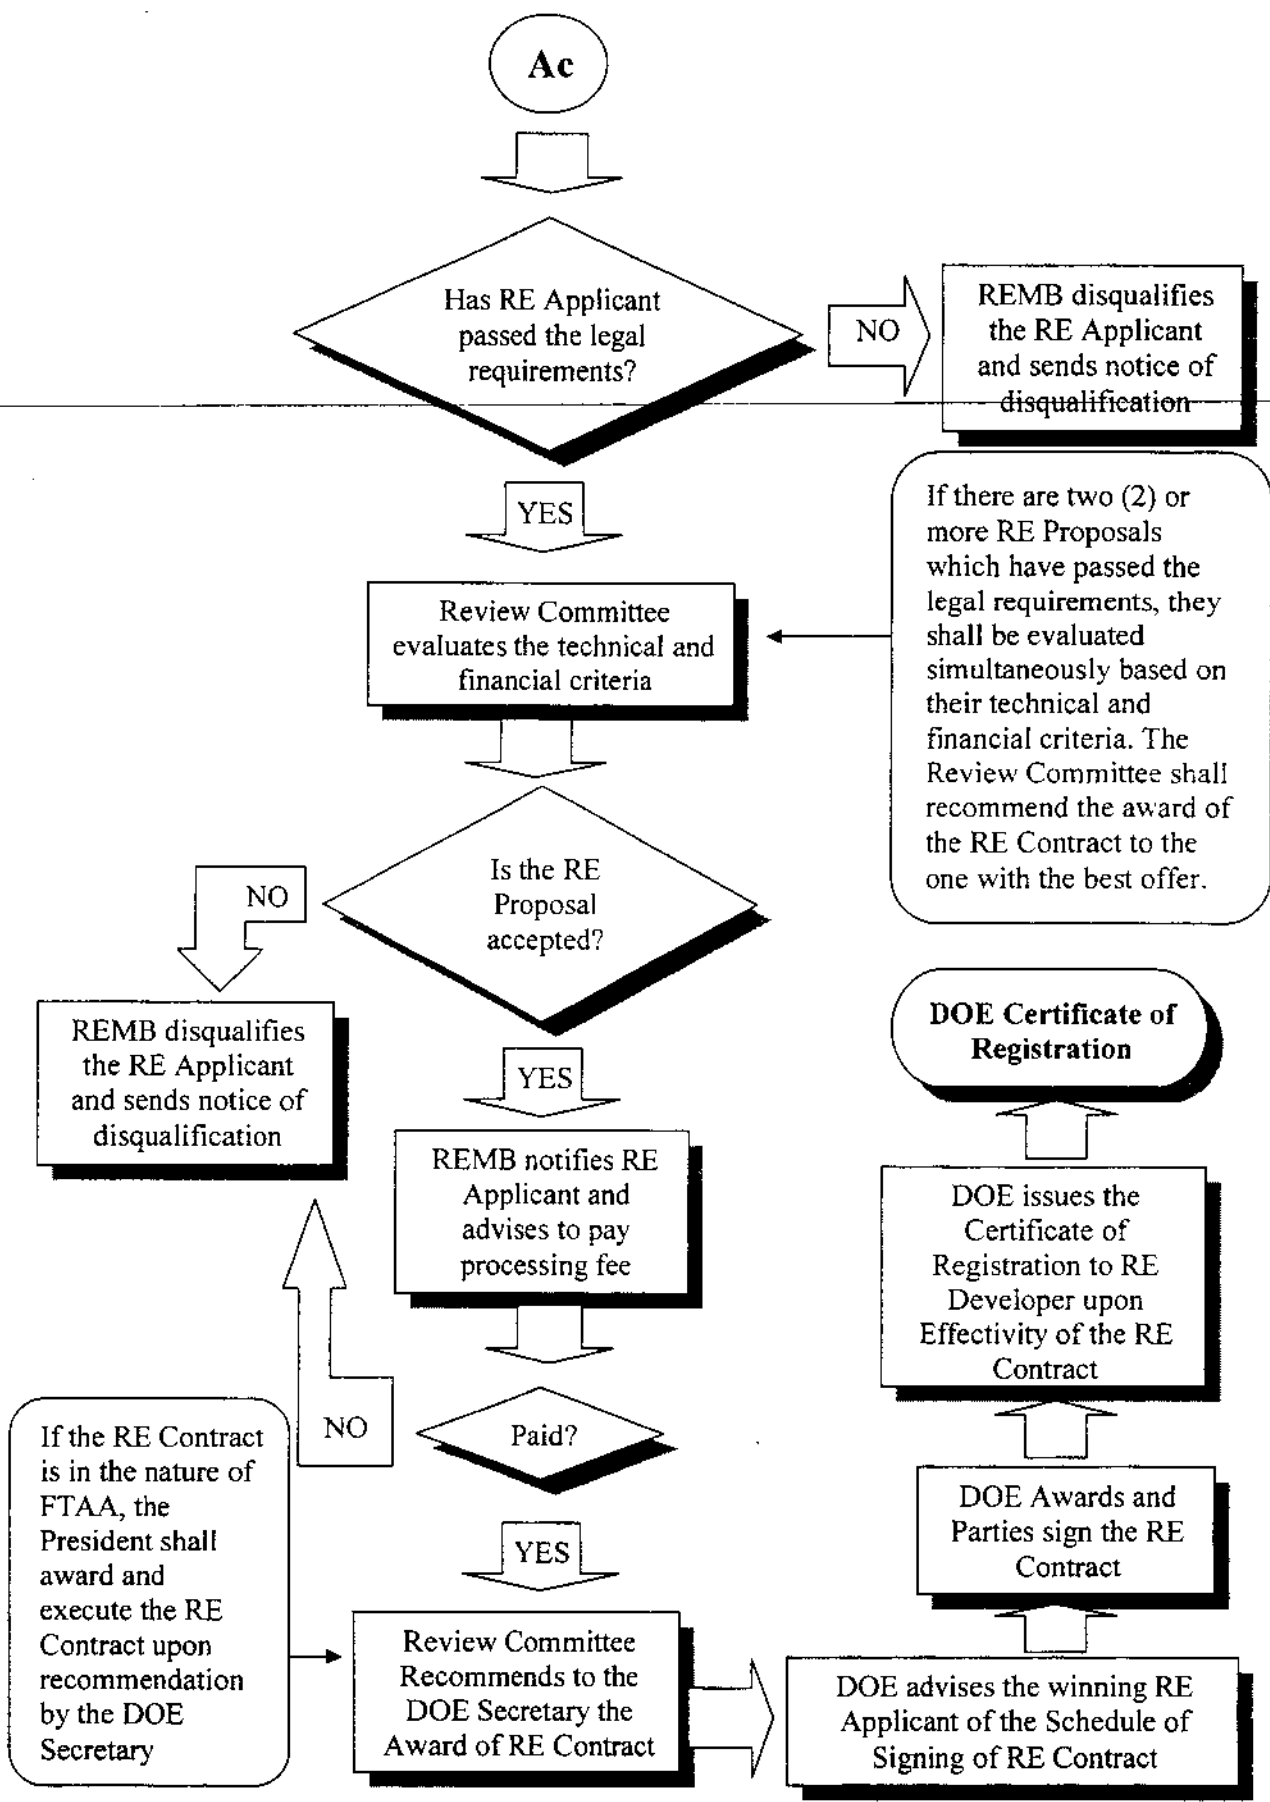 Ac
Has RE Applicant
passed the legal
requirements?
NO
REMB disqualifies
the RE Applicant
and sends notice of
disqualification
YES
If there are two (2) or
more RE Proposals
which have passed the
legal requirements, they
shall be evaluated
simultaneously based on
their technical and
financial criteria. The
Review Committee shall
recommend the award of
the RE Contract to the
one with the best offer.
Review Committee
evaluates the technical and
financial criteria
Is the RE
Proposal
accepted?
NO
REMB disqualifies
the RE Applicant
and sends notice of
disqualification
YES
REMB notifies RE
Applicant and
advises to pay
processing fee
Paid?
NO
YES
If the RE Contract
is in the nature of
FTAA, the
President shall
award and
execute the RE
Contract upon
recommendation
by the DOE
Secretary
Review Committee
Recommends to the
DOE Secretary the
Award of RE Contract
DOE advises the winning RE
Applicant of the Schedule of
Signing of RE Contract
DOE Awards and
Parties sign the RE
Contract
DOE issues the
Certificate of
Registration to RE
Developer upon
Effectivity of the RE
Contract
DOE Certificate of
Registration